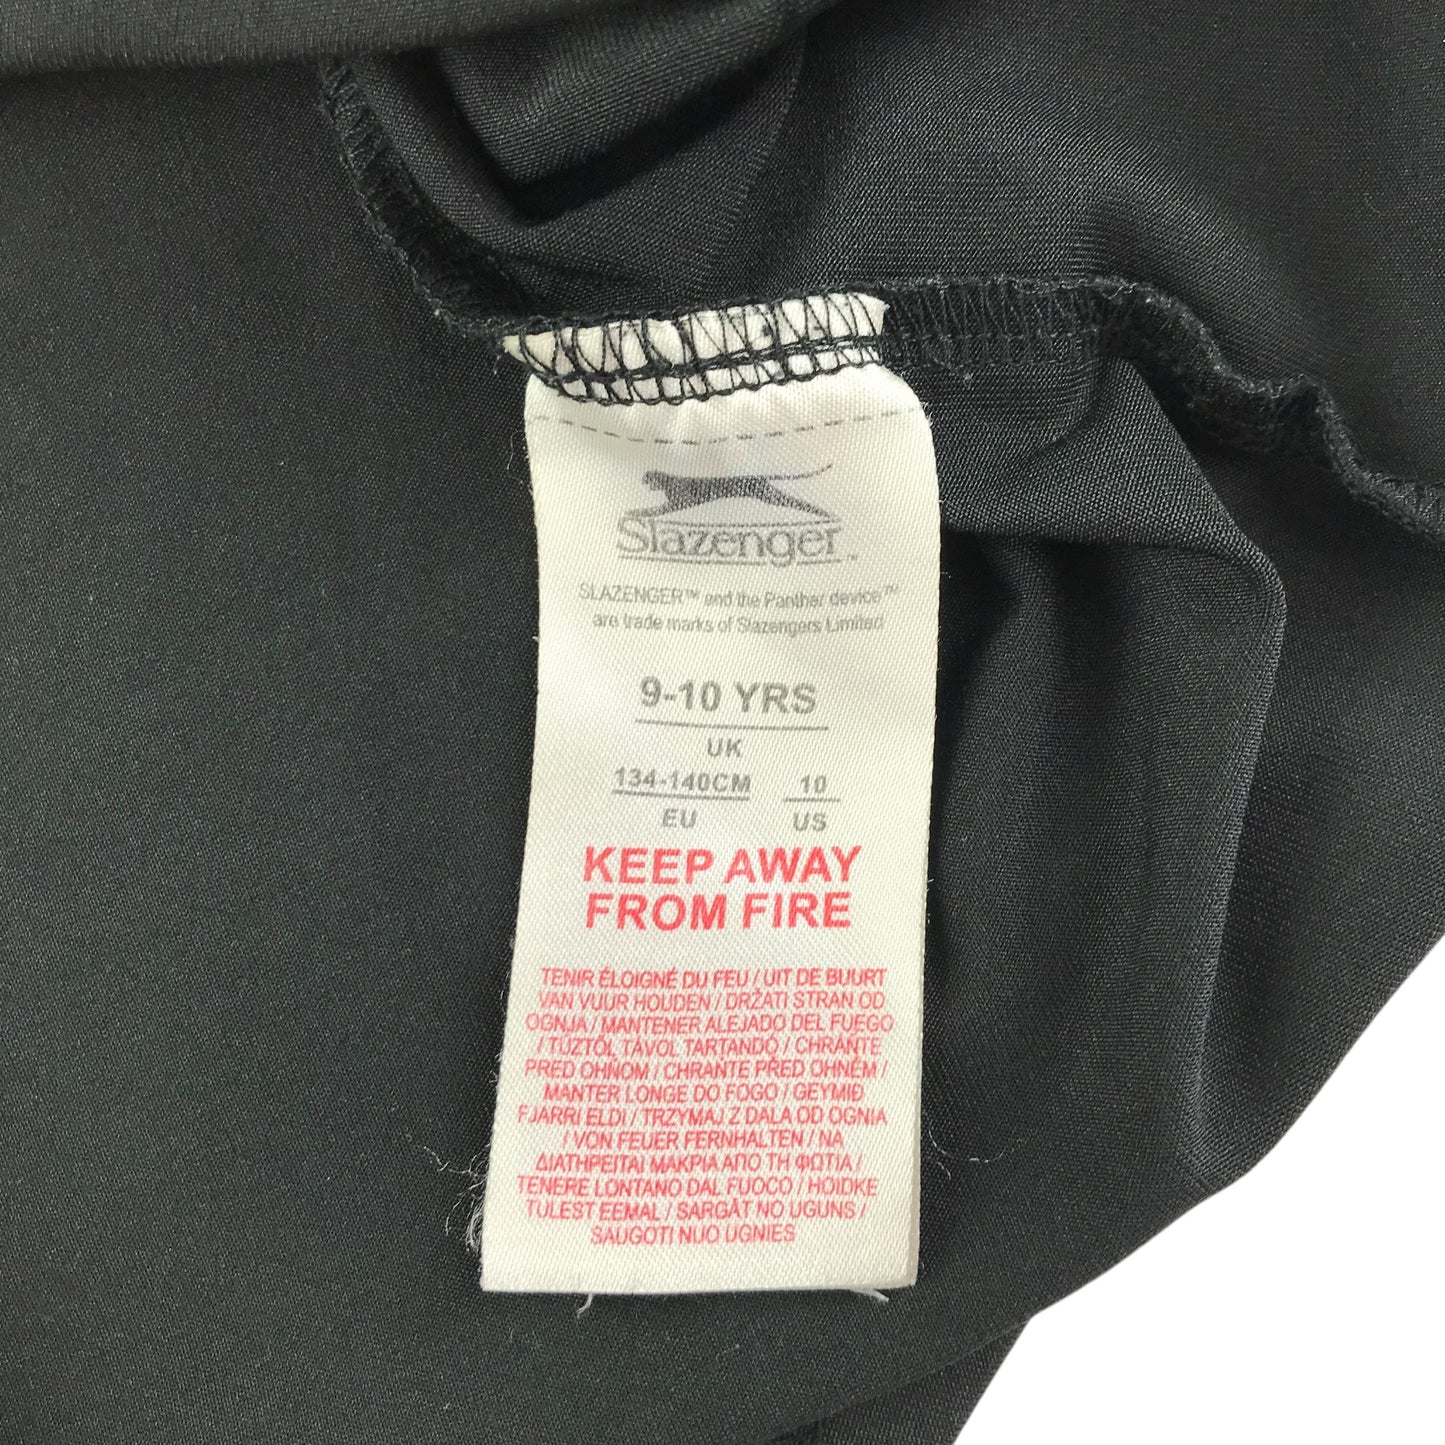 Slazenger™
SLAZENGER™ and the Panther device™
are trade marks of Slazengers Limited
9-10 YRS
UK
134-140CM 10
EU US
KEEP AWAY
FROM FIRE
TENIR ÉLOIGNÉ DU FEU / UIT DE BUURT
VAN VUUR HOUDEN / DRŽATI STRAN OD
OGNJA / MANTENER ALEJADO DEL FUEGO
/ TŰZTŐL TÁVOL TARTANDÓ / CHRÁNTE
PRED OHŇOM / CHRANTE PŘED OHNĚM /
MANTER LONGE DO FOGO / GEYMIÐ
FJARRI ELDI / TRZYMAJ Z DALA OD OGNIA
/ VON FEUER FERNHALTEN / NA
ΔΙΑΤΗΡΕΙΤΑΙ ΜΑΚΡΙΑ ΑΠΟ ΤΗ ΦΩΤΙΑ /
TENERE LONTANO DAL FUOCO / HOIDKE
TULEST EEMAL / SARGĀT NO UGUNS /
SAUGOTI NUO UGNIES